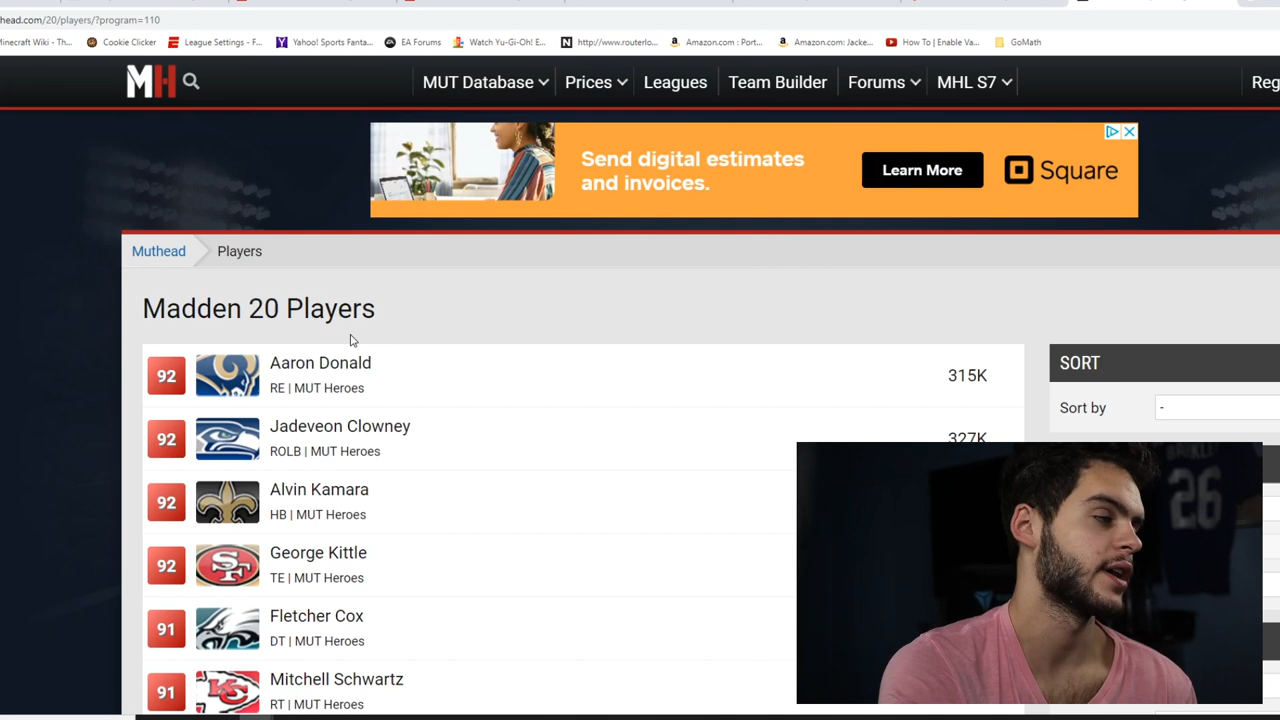 head.com/20/players/?program=110
Minecraft Wiki - Th... Cookie Clicker League Settings - F... Yahoo! Sports Fanta... EA Forums Watch Yu-Gi-Oh! E... http://www.routerlo... Amazon.com : Port... Amazon.com: Jacke... How To | Enable Va... GoMath
MH MUT Database Prices Leagues Team Builder Forums MHL S7 Reg
Send digital estimates
and invoices.
Learn More
Square
Muthead Players
Madden 20 Players
92 Aaron Donald 315K
RE | MUT Heroes
SORT
Sort by -
92 Jadeveon Clowney 327K
ROLB | MUT Heroes
92 Alvin Kamara
HB | MUT Heroes
92 George Kittle
TE | MUT Heroes
91 Fletcher Cox
DT | MUT Heroes
91 Mitchell Schwartz
RT | MUT Heroes
26